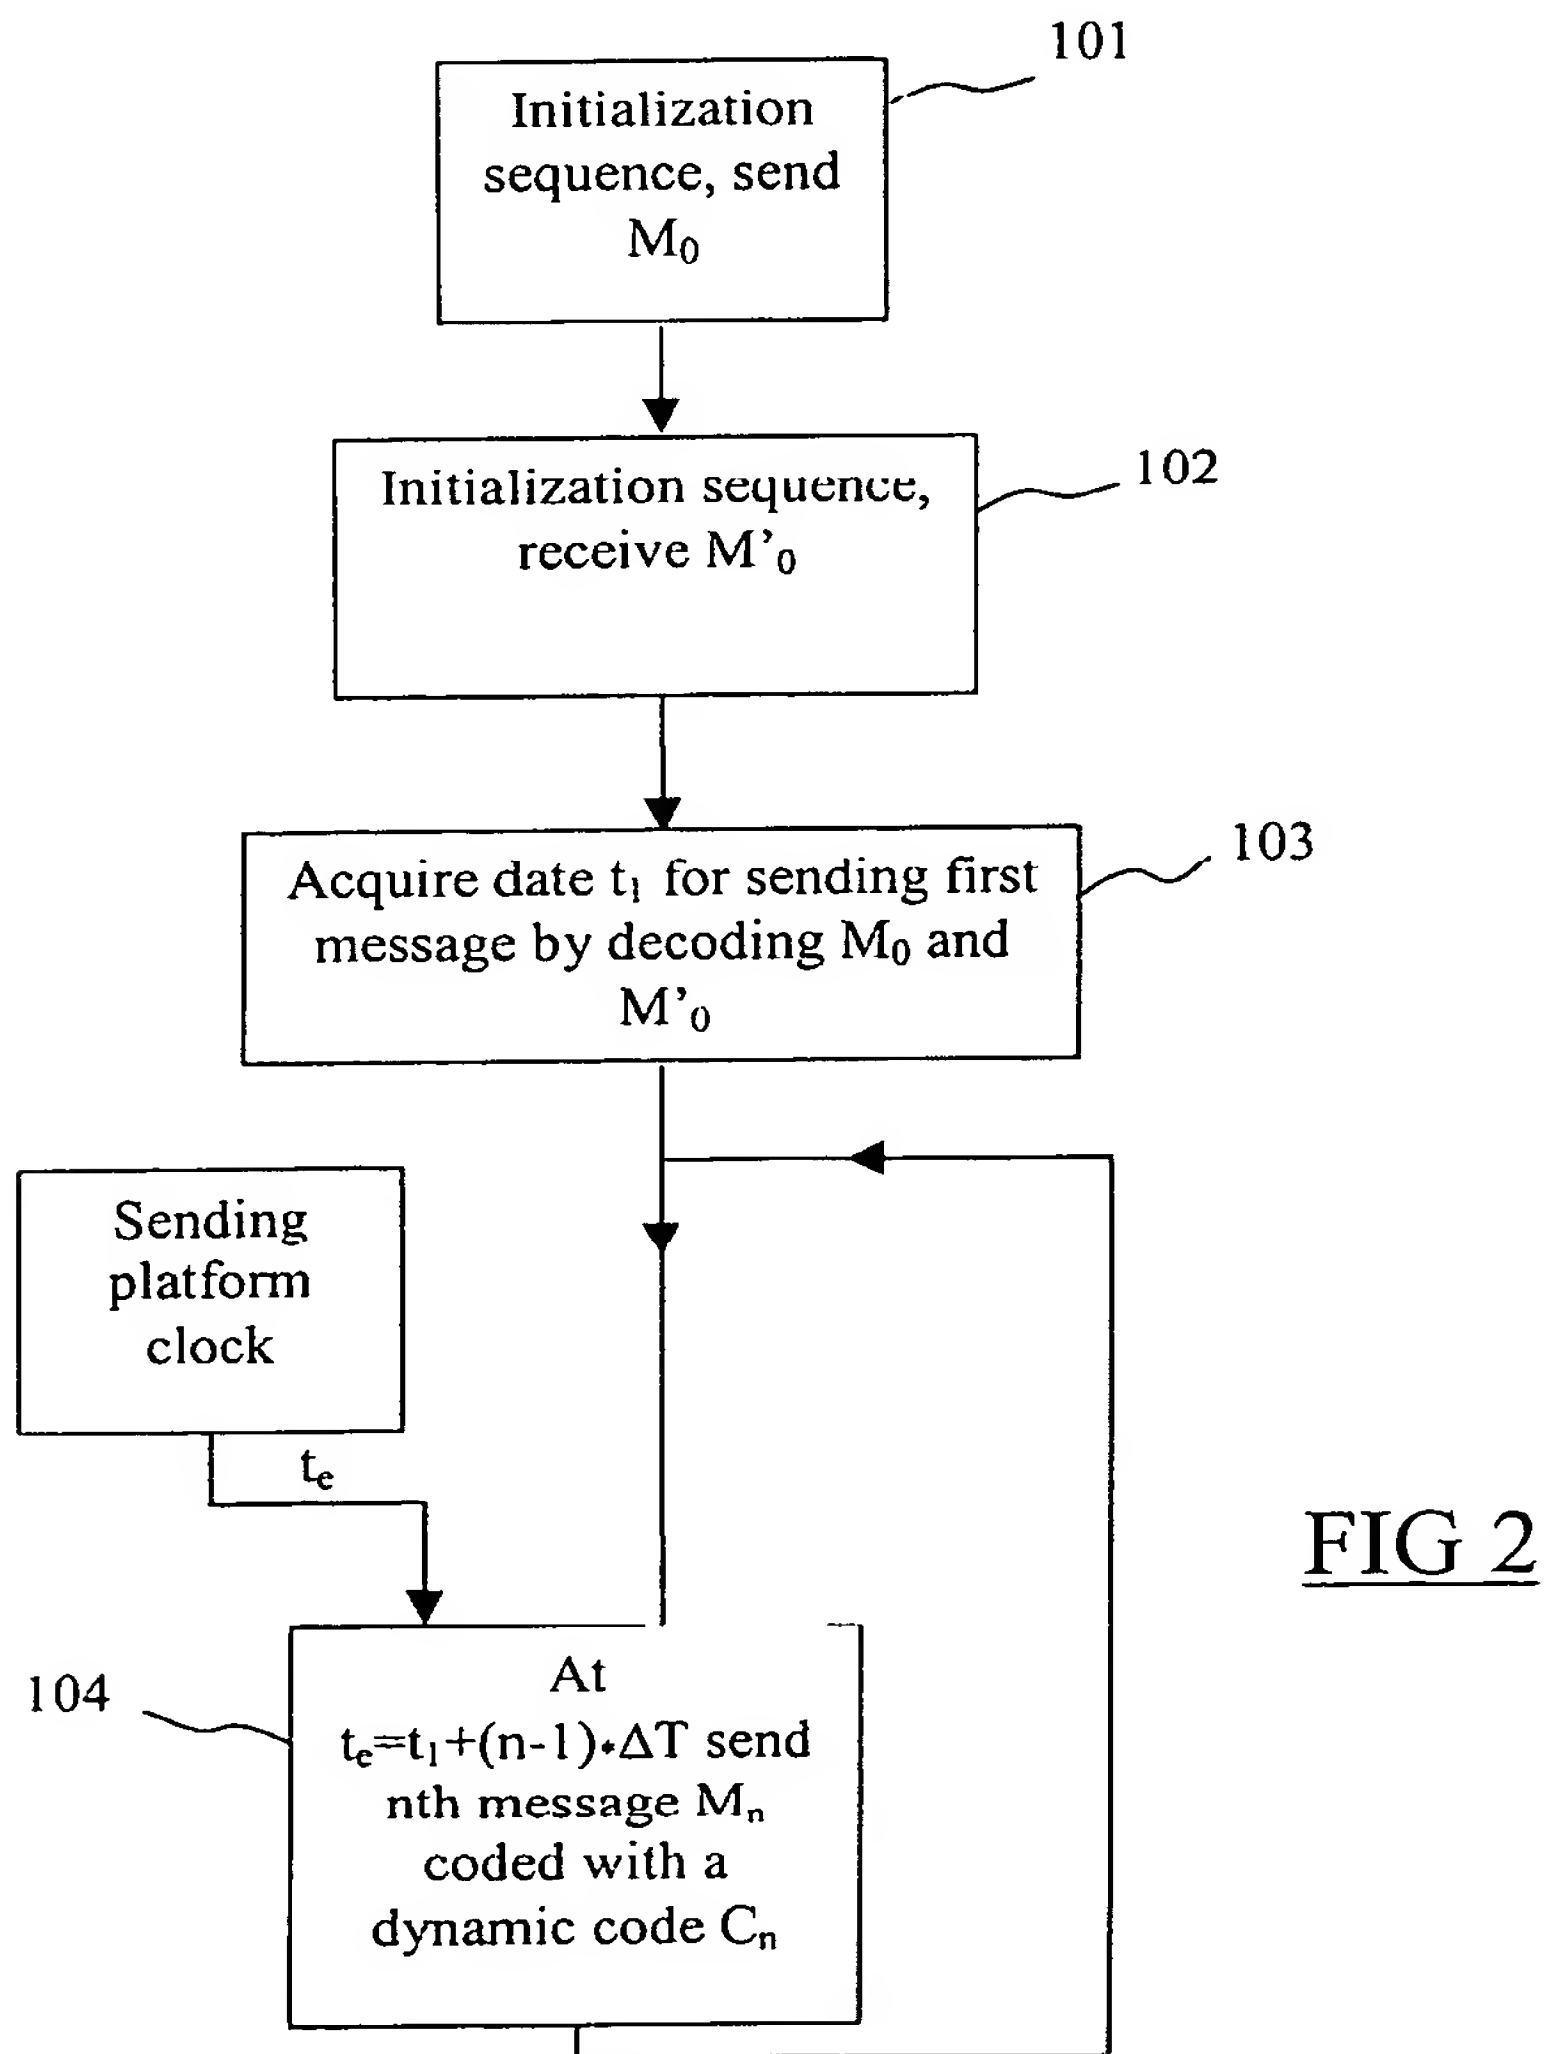 101
Initialization
sequence, send
M₀
102
Initialization sequence,
receive M’₀
103
Acquire date t₁ for sending first
message by decoding M₀ and
M’₀
Sending
platform
clock
tₑ
FIG 2
104
At
tₑ=t₁+(n-1)*ΔT send
nth message Mₙ
coded with a
dynamic code Cₙ